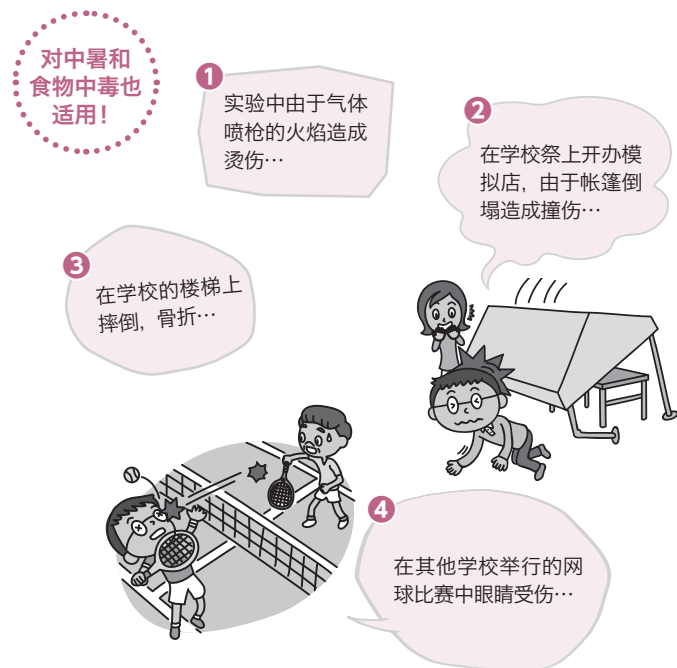 对中暑和
食物中毒也
适用！
1
实验中由于气体
喷枪的火焰造成
烫伤…
2
在学校祭上开办模
拟店，由于帐篷倒
塌造成撞伤…
3
在学校的楼梯上
摔倒，骨折…
4
在其他学校举行的网
球比赛中眼睛受伤…